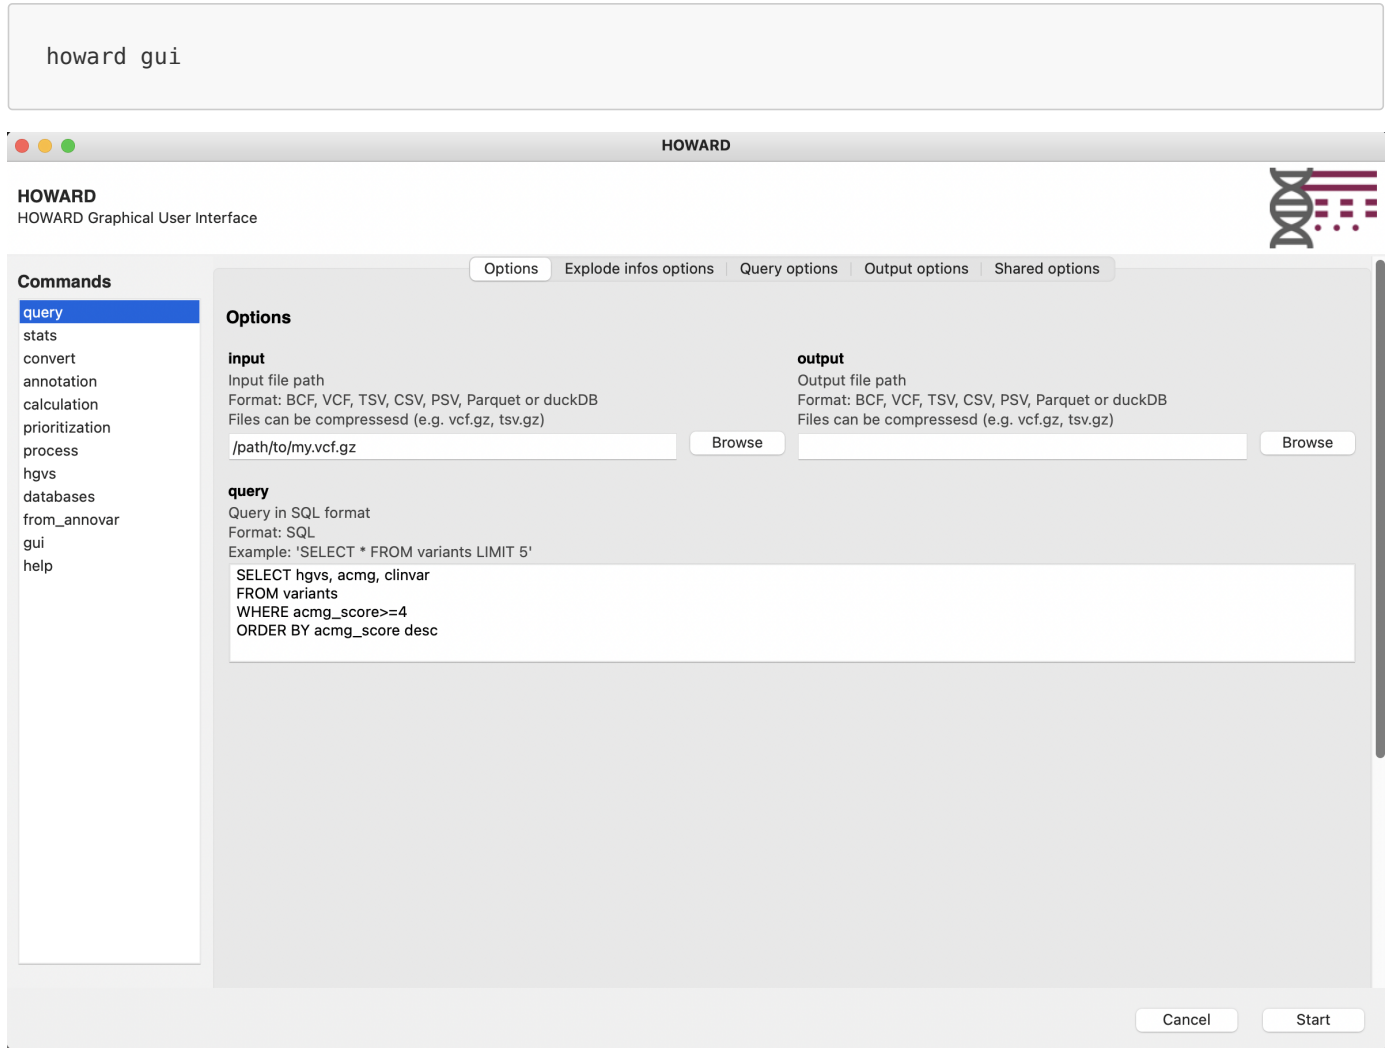 howard gui
HOWARD
HOWARD
HOWARD Graphical User Interface
Commands
query
stats
convert
annotation
calculation
prioritization
process
hgvs
databases
from_annovar
gui
help
Options
Explode infos options
Query options
Output options
Shared options
Options
input
Input file path
Format: BCF, VCF, TSV, CSV, PSV, Parquet or duckDB
Files can be compressesd (e.g. vcf.gz, tsv.gz)
/path/to/my.vcf.gz
Browse
output
Output file path
Format: BCF, VCF, TSV, CSV, PSV, Parquet or duckDB
Files can be compressesd (e.g. vcf.gz, tsv.gz)
Browse
query
Query in SQL format
Format: SQL
Example: 'SELECT * FROM variants LIMIT 5'
SELECT hgvs, acmg, clinvar
FROM variants
WHERE acmg_score>=4
ORDER BY acmg_score desc
Cancel
Start